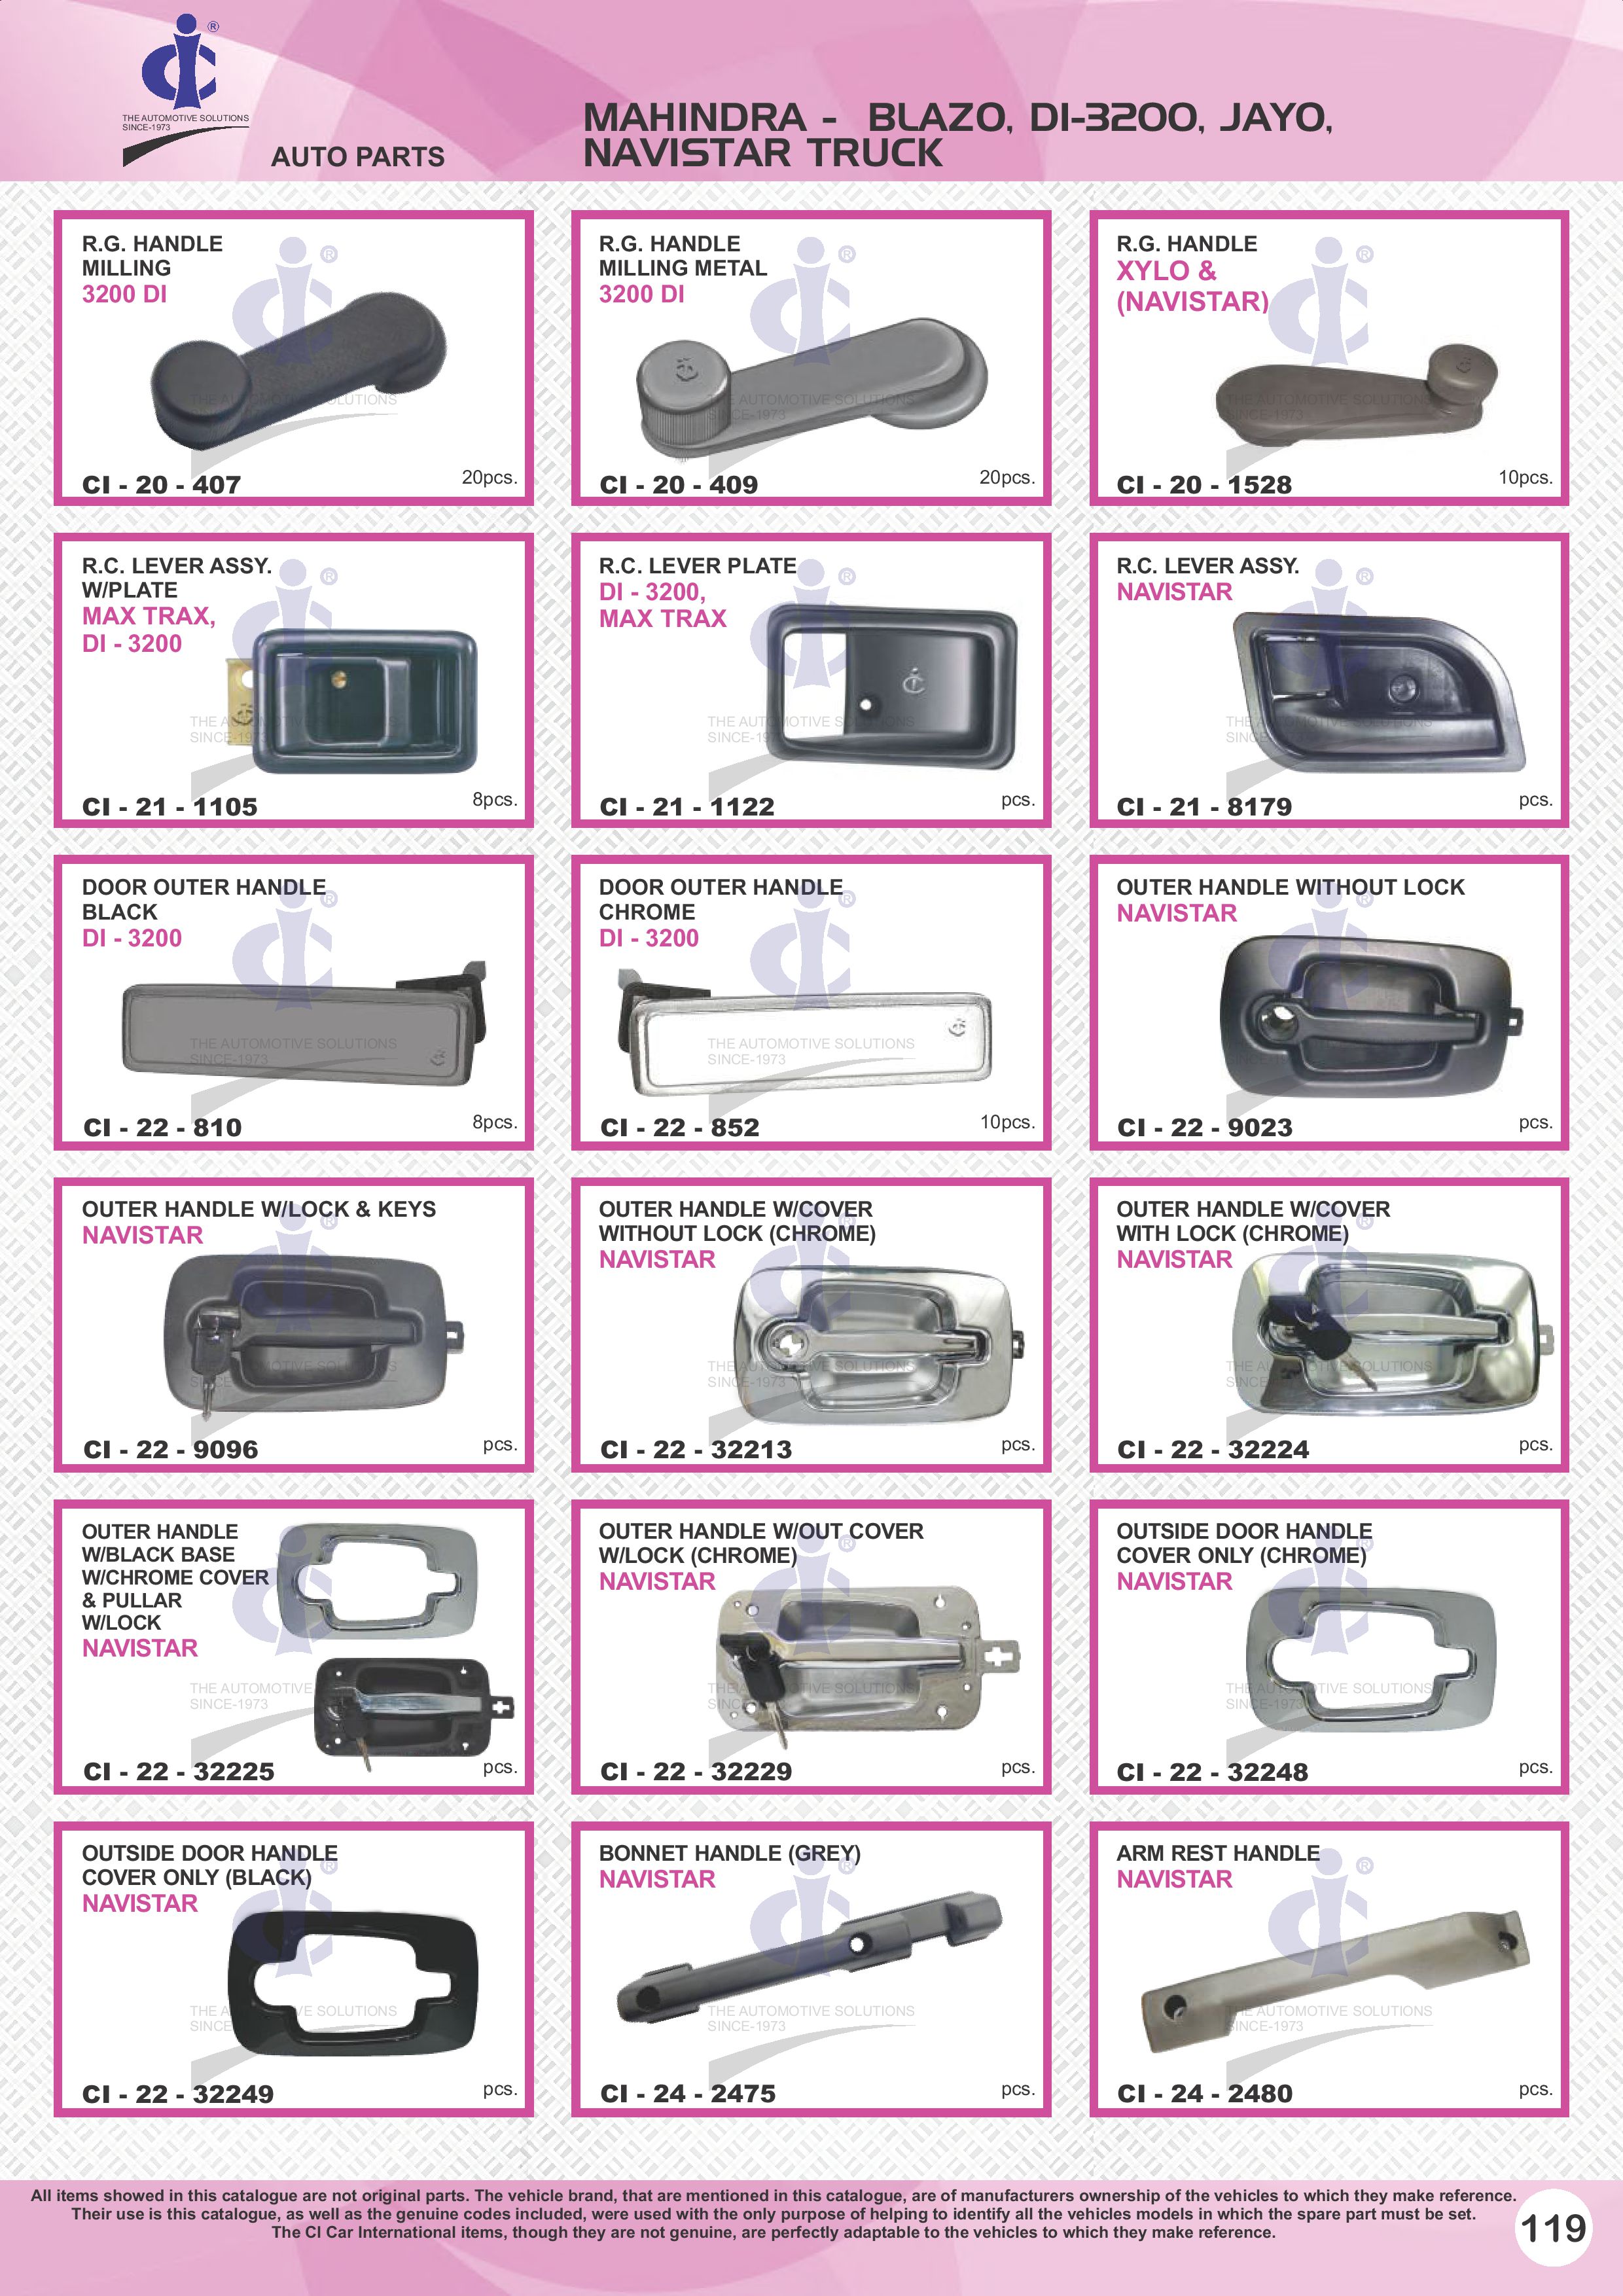 ®
THE AUTOMOTIVE SOLUTIONS
SINCE-1973
AUTO PARTS
MAHINDRA - BLAZO, DI-3200, JAYO,
NAVISTAR TRUCK
R.G. HANDLE
MILLING
3200 DI
CI - 20 - 407
20pcs.
R.G. HANDLE
MILLING METAL
3200 DI
CI - 20 - 409
20pcs.
R.G. HANDLE
XYLO &
(NAVISTAR)
CI - 20 - 1528
10pcs.
R.C. LEVER ASSY.
W/PLATE
MAX TRAX,
DI - 3200
CI - 21 - 1105
8pcs.
R.C. LEVER PLATE
DI - 3200,
MAX TRAX
CI - 21 - 1122
pcs.
R.C. LEVER ASSY.
NAVISTAR
CI - 21 - 8179
pcs.
DOOR OUTER HANDLE
BLACK
DI - 3200
CI - 22 - 810
8pcs.
DOOR OUTER HANDLE
CHROME
DI - 3200
CI - 22 - 852
10pcs.
OUTER HANDLE WITHOUT LOCK
NAVISTAR
CI - 22 - 9023
pcs.
OUTER HANDLE W/LOCK & KEYS
NAVISTAR
CI - 22 - 9096
pcs.
OUTER HANDLE W/COVER
WITHOUT LOCK (CHROME)
NAVISTAR
CI - 22 - 32213
pcs.
OUTER HANDLE W/COVER
WITH LOCK (CHROME)
NAVISTAR
CI - 22 - 32224
pcs.
OUTER HANDLE
W/BLACK BASE
W/CHROME COVER
& PULLAR
W/LOCK
NAVISTAR
CI - 22 - 32225
pcs.
OUTER HANDLE W/OUT COVER
W/LOCK (CHROME)
NAVISTAR
CI - 22 - 32229
pcs.
OUTSIDE DOOR HANDLE
COVER ONLY (CHROME)
NAVISTAR
CI - 22 - 32248
pcs.
OUTSIDE DOOR HANDLE
COVER ONLY (BLACK)
NAVISTAR
CI - 22 - 32249
pcs.
BONNET HANDLE (GREY)
NAVISTAR
CI - 24 - 2475
pcs.
ARM REST HANDLE
NAVISTAR
CI - 24 - 2480
pcs.
All items showed in this catalogue are not original parts. The vehicle brand, that are mentioned in this catalogue, are of manufacturers ownership of the vehicles to which they make reference.
Their use is this catalogue, as well as the genuine codes included, were used with the only purpose of helping to identify all the vehicles models in which the spare part must be set.
The CI Car International items, though they are not genuine, are perfectly adaptable to the vehicles to which they make reference.
119